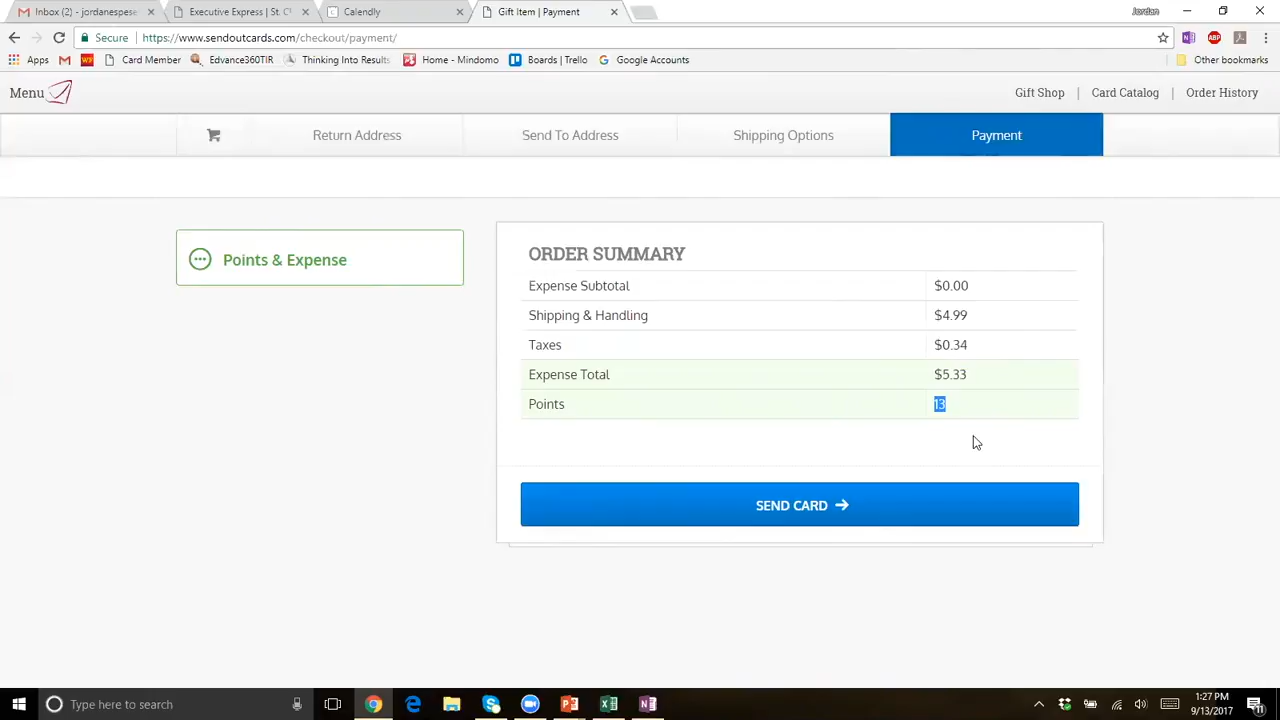 Inbox (2) - jordanespese
Executive Express | St. C
Calendly
Gift Item | Payment
Jordan
Secure
https://www.sendoutcards.com/checkout/payment/
Apps
Card Member
Edvance360TIR
Thinking Into Results
Home - Mindomo
Boards | Trello
Google Accounts
Other bookmarks
Menu
Gift Shop | Card Catalog | Order History
Return Address
Send To Address
Shipping Options
Payment
Points & Expense
ORDER SUMMARY
Expense Subtotal $0.00
Shipping & Handling $4.99
Taxes $0.34
Expense Total $5.33
Points 13
SEND CARD
Type here to search
1:27 PM
9/13/2017